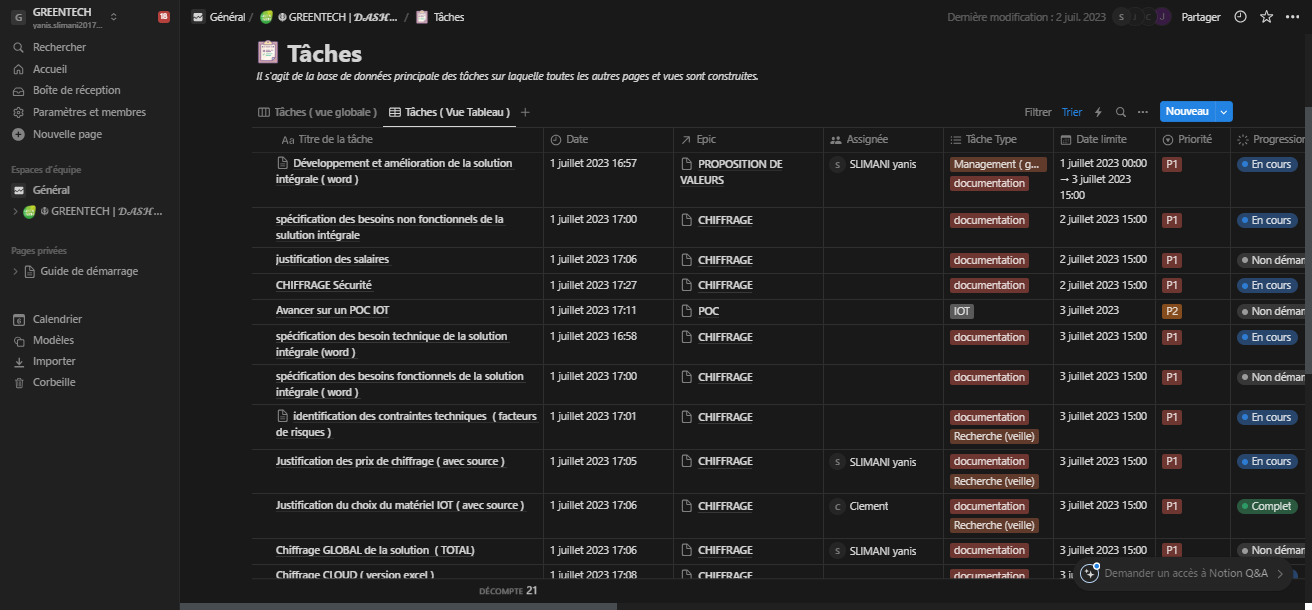 G GREENTECH
yanis.slimani2017...
18
Rechercher
Accueil
Boîte de réception
Paramètres et membres
Nouvelle page
Espaces d'équipe
Général
GREENTECH | 𝓓𝓐𝓢𝓗...
Pages privées
Guide de démarrage
Calendrier
Modèles
Importer
Corbeille
Général / GREENTECH | 𝓓𝓐𝓢𝓗... / Tâches
Dernière modification : 2 juil. 2023 S J Partager
Tâches
Il s'agit de la base de données principale des tâches sur laquelle toutes les autres pages et vues sont construites.
Tâches ( vue globale ) Tâches ( Vue Tableau ) +
Filtrer Trier Nouveau
Aa Titre de la tâche Date Epic Assignée Tâche Type Date limite Priorité Progression
Développement et amélioration de la solution 1 juillet 2023 16:57 PROPOSITION DE S SLIMANI yanis Management ( g... 1 juillet 2023 00:00 P1 En cours
intégrale ( word ) VALEURS documentation → 3 juillet 2023
15:00
spécification des besoins non fonctionnels de la 1 juillet 2023 17:00 CHIFFRAGE documentation 2 juillet 2023 15:00 P1 En cours
sulution intégrale
justification des salaires 1 juillet 2023 17:06 CHIFFRAGE documentation 2 juillet 2023 15:00 P1 Non démar
CHIFFRAGE Sécurité 1 juillet 2023 17:27 CHIFFRAGE documentation 2 juillet 2023 15:00 P1 En cours
Avancer sur un POC IOT 1 juillet 2023 17:11 POC IOT 3 juillet 2023 P2 Non démar
spécification des besoin technique de la solution 1 juillet 2023 16:58 CHIFFRAGE documentation 3 juillet 2023 15:00 P1 En cours
intégrale (word )
spécification des besoins fonctionnels de la solution 1 juillet 2023 17:00 CHIFFRAGE documentation 3 juillet 2023 15:00 P1 Non démar
intégrale ( word )
identification des contraintes techniques ( facteurs 1 juillet 2023 17:01 CHIFFRAGE documentation 3 juillet 2023 15:00 P1 En cours
de risques ) Recherche (veille)
Justification des prix de chiffrage ( avec source ) 1 juillet 2023 17:05 CHIFFRAGE S SLIMANI yanis documentation 3 juillet 2023 15:00 P1 En cours
Recherche (veille)
Justification du choix du matériel IOT ( avec source ) 1 juillet 2023 17:06 CHIFFRAGE C Clement documentation 3 juillet 2023 15:00 P1 Complet
Recherche (veille)
Chiffrage GLOBAL de la solution ( TOTAL) 1 juillet 2023 17:06 CHIFFRAGE S SLIMANI yanis documentation 3 juillet 2023 15:00 P1 Non démar
Chiffrage CLOUD ( version excel ) 1 juillet 2023 17:08 CHIFFRAGE documentation 3 ju
Demander un accès à Notion Q&A
DÉCOMPTE 21